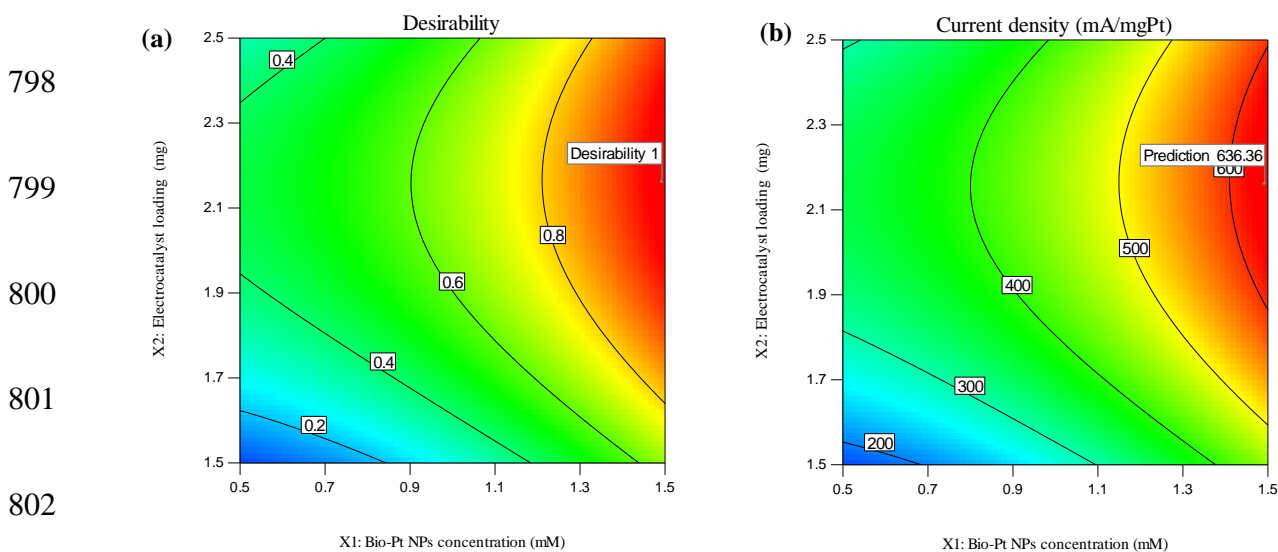 798
799
800
801
802
(a)
Desirability
2.5
2.3
2.1
1.9
1.7
1.5
X2: Electrocatalyst loading (mg)
0.4
Desirability 1
0.8
0.6
0.4
0.2
0.5 0.7 0.9 1.1 1.3 1.5
X1: Bio-Pt NPs concentration (mM)
(b)
Current density (mA/mgPt)
2.5
2.3
2.1
1.9
1.7
1.5
X2: Electrocatalyst loading (mg)
Prediction 636.36
600
500
400
300
200
0.5 0.7 0.9 1.1 1.3 1.5
X1: Bio-Pt NPs concentration (mM)